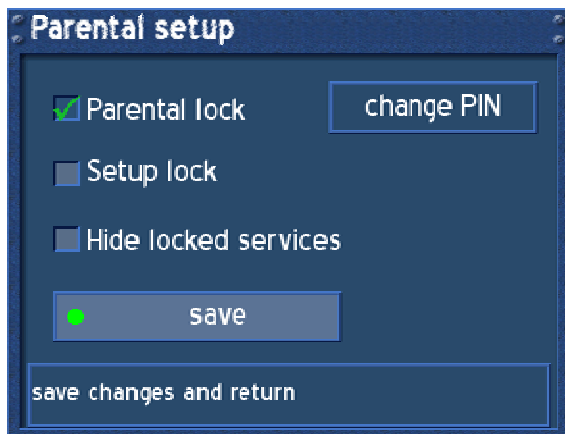 Parental setup
Parental lock
change PIN
Setup lock
Hide locked services
save
save changes and return